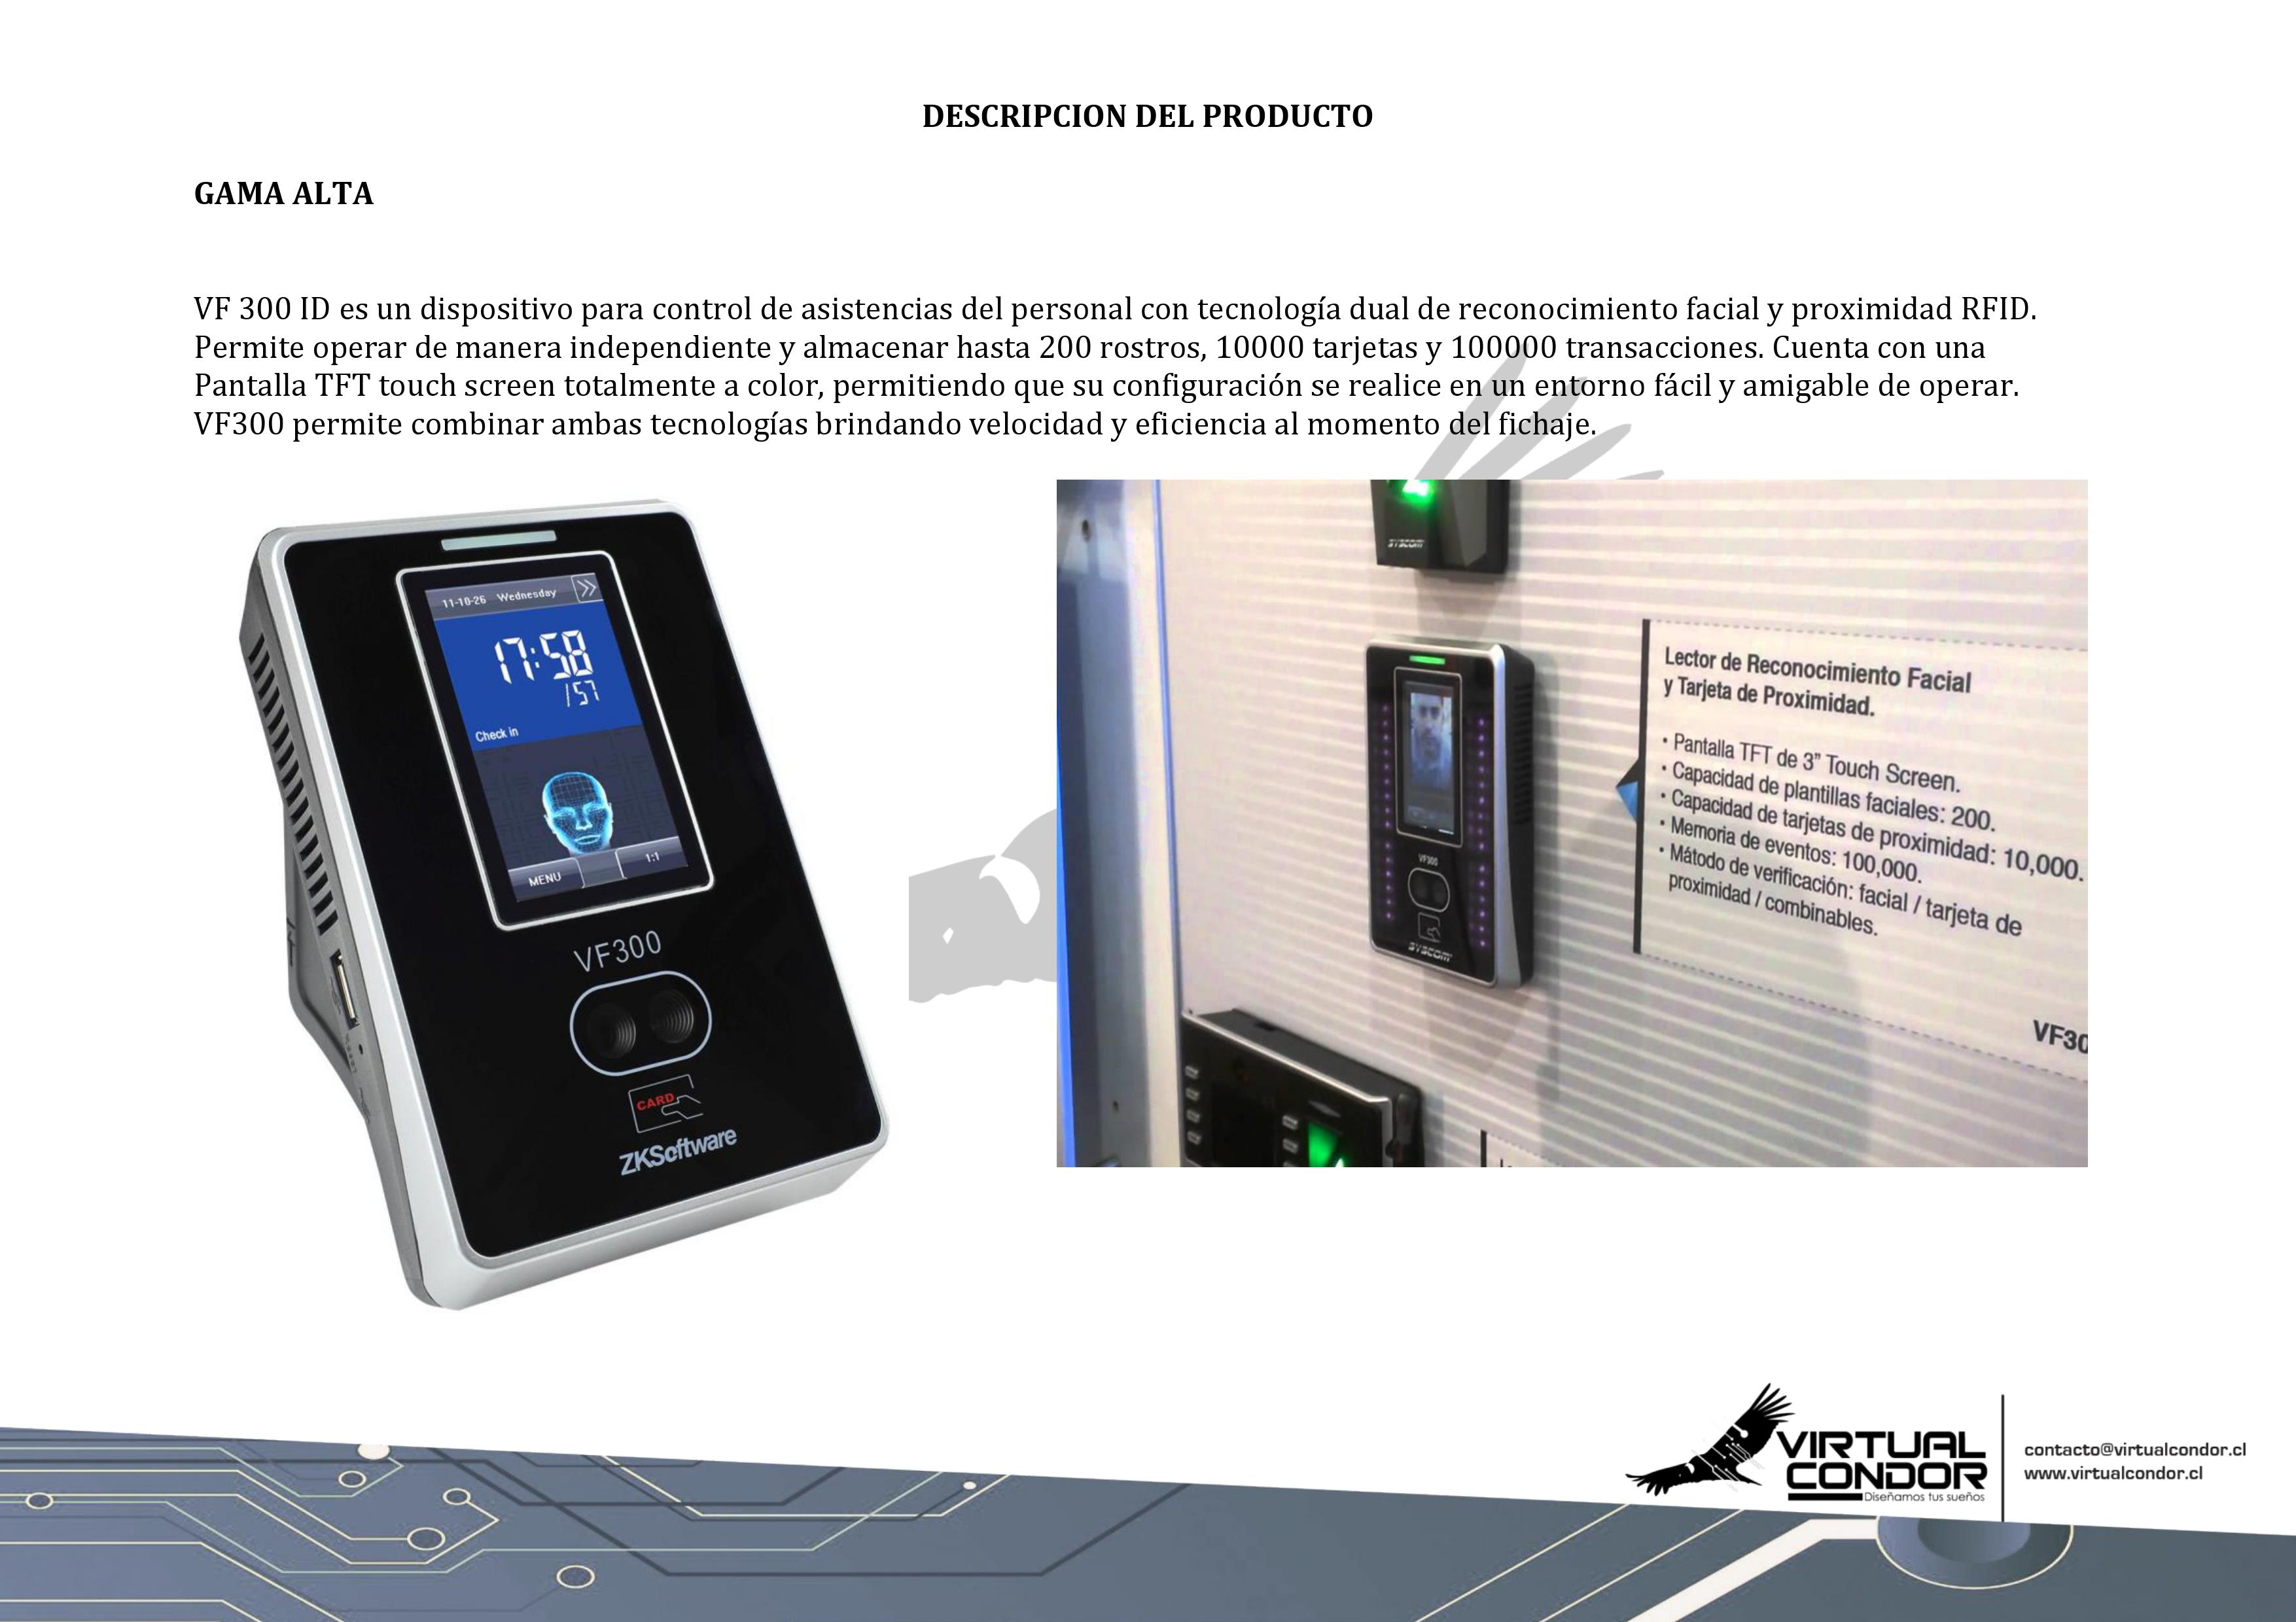 DESCRIPCION DEL PRODUCTO
GAMA ALTA
VF 300 ID es un dispositivo para control de asistencias del personal con tecnología dual de reconocimiento facial y proximidad RFID.
Permite operar de manera independiente y almacenar hasta 200 rostros, 10000 tarjetas y 100000 transacciones. Cuenta con una
Pantalla TFT touch screen totalmente a color, permitiendo que su configuración se realice en un entorno fácil y amigable de operar.
VF300 permite combinar ambas tecnologías brindando velocidad y eficiencia al momento del fichaje.
11-10-26 Wednesday
17:58
/57
Check in
MENU
1:1
VF300
CARD
ZKSoftware
SYSCOM
VF300
SYSCOM
Lector de Reconocimiento Facial
y Tarjeta de Proximidad.
• Pantalla TFT de 3” Touch Screen.
• Capacidad de plantillas faciales: 200.
• Capacidad de tarjetas de proximidad: 10,000.
• Memoria de eventos: 100,000.
• Mátodo de verificación: facial / tarjeta de
proximidad / combinables.
VF30
VIRTUAL
CONDOR
Diseñamos tus sueños
contacto@virtualcondor.cl
www.virtualcondor.cl